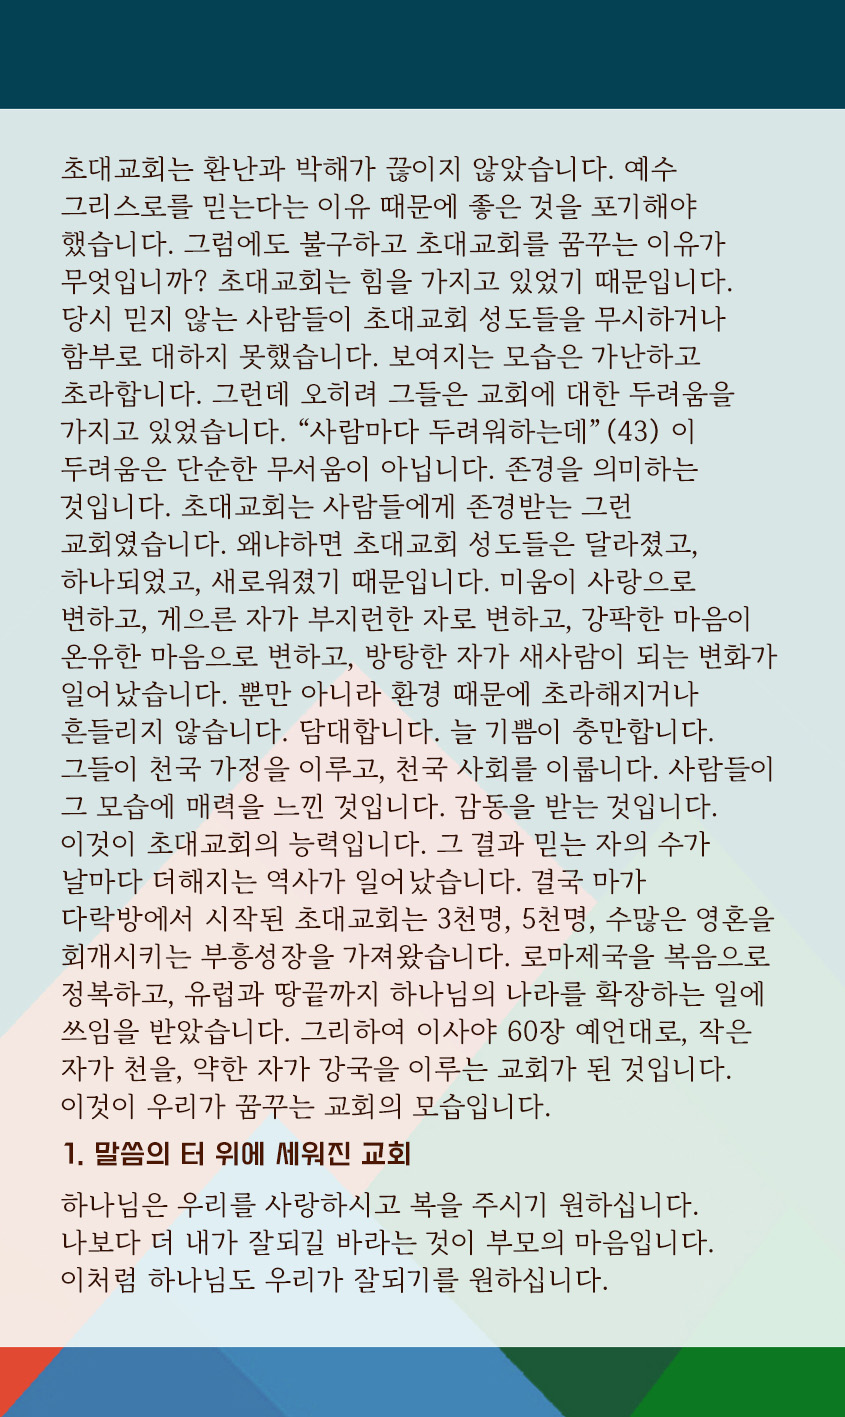 초대교회는 환난과 박해가 끊이지 않았습니다. 예수
그리스로를 믿는다는 이유 때문에 좋은 것을 포기해야
했습니다. 그럼에도 불구하고 초대교회를 꿈꾸는 이유가
무엇입니까? 초대교회는 힘을 가지고 있었기 때문입니다.
당시 믿지 않는 사람들이 초대교회 성도들을 무시하거나
함부로 대하지 못했습니다. 보여지는 모습은 가난하고
초라합니다. 그런데 오히려 그들은 교회에 대한 두려움을
가지고 있었습니다. “사람마다 두려워하는데”(43) 이
두려움은 단순한 무서움이 아닙니다. 존경을 의미하는
것입니다. 초대교회는 사람들에게 존경받는 그런
교회였습니다. 왜냐하면 초대교회 성도들은 달라졌고,
하나되었고, 새로워졌기 때문입니다. 미움이 사랑으로
변하고, 게으른 자가 부지런한 자로 변하고, 강팍한 마음이
온유한 마음으로 변하고, 방탕한 자가 새사람이 되는 변화가
일어났습니다. 뿐만 아니라 환경 때문에 초라해지거나
흔들리지 않습니다. 담대합니다. 늘 기쁨이 충만합니다.
그들이 천국 가정을 이루고, 천국 사회를 이룹니다. 사람들이
그 모습에 매력을 느낀 것입니다. 감동을 받는 것입니다.
이것이 초대교회의 능력입니다. 그 결과 믿는 자의 수가
날마다 더해지는 역사가 일어났습니다. 결국 마가
다락방에서 시작된 초대교회는 3천명, 5천명, 수많은 영혼을
회개시키는 부흥성장을 가져왔습니다. 로마제국을 복음으로
정복하고, 유럽과 땅끝까지 하나님의 나라를 확장하는 일에
쓰임을 받았습니다. 그리하여 이사야 60장 예언대로, 작은
자가 천을, 약한 자가 강국을 이루는 교회가 된 것입니다.
이것이 우리가 꿈꾸는 교회의 모습입니다.
1. 말씀의 터 위에 세워진 교회
하나님은 우리를 사랑하시고 복을 주시기 원하십니다.
나보다 더 내가 잘되길 바라는 것이 부모의 마음입니다.
이처럼 하나님도 우리가 잘되기를 원하십니다.